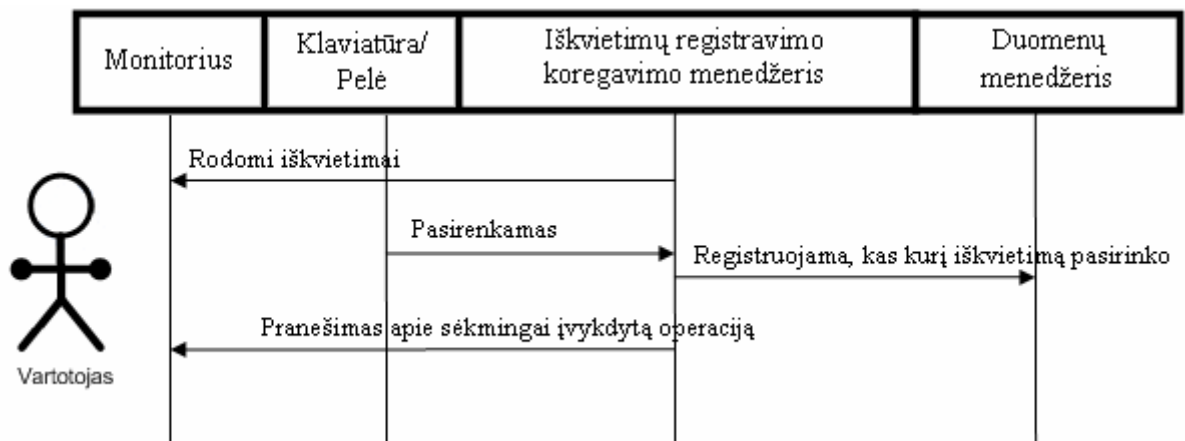 Monitorius
Klaviatūra/
Pelė
Iškvietimų registravimo
koregavimo menedžeris
Duomenų
menedžeris
Rodomi iškvietimai
Pasirenkamas
Registruojama, kas kurį iškvietimą pasirinko
Pranešimas apie sėkmingai įvykdytą operaciją
Vartotojas